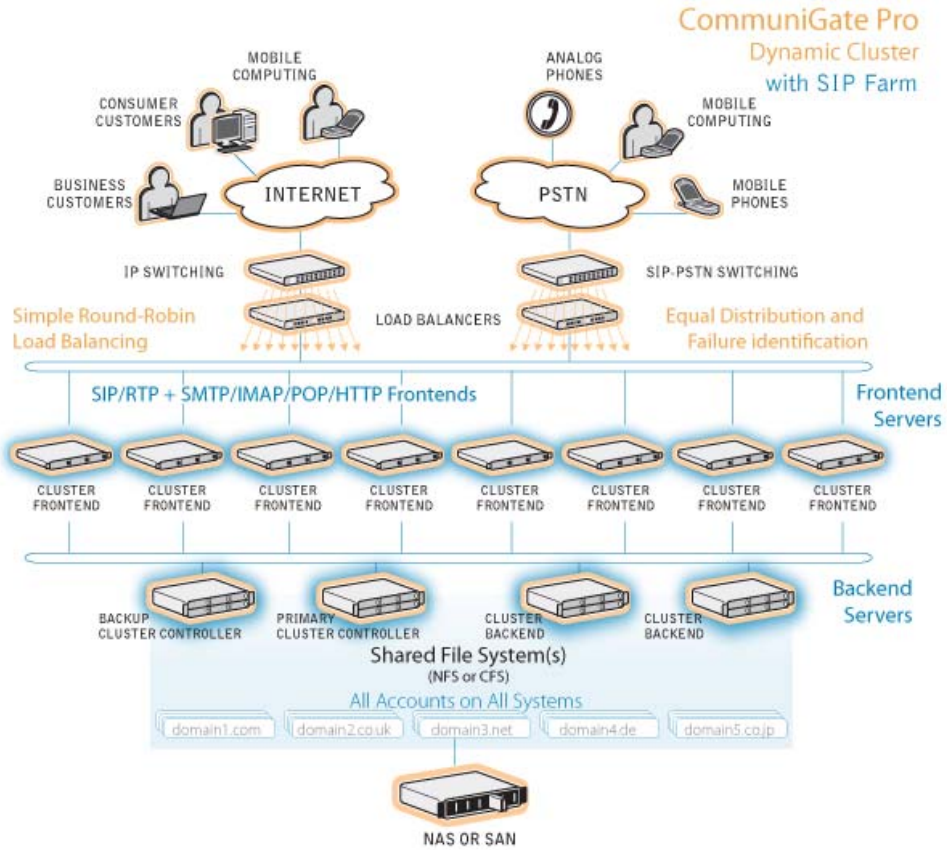 CommuniGate Pro
Dynamic Cluster
with SIP Farm
MOBILE
COMPUTING
CONSUMER
CUSTOMERS
BUSINESS
CUSTOMERS
INTERNET
ANALOG
PHONES
MOBILE
COMPUTING
PSTN
MOBILE
PHONES
IP SWITCHING
SIP-PSTN SWITCHING
Simple Round-Robin
Load Balancing
LOAD BALANCERS
Equal Distribution and
Failure identification
SIP/RTP + SMTP/IMAP/POP/HTTP Frontends
Frontend
Servers
CLUSTER
FRONTEND
CLUSTER
FRONTEND
CLUSTER
FRONTEND
CLUSTER
FRONTEND
CLUSTER
FRONTEND
CLUSTER
FRONTEND
CLUSTER
FRONTEND
CLUSTER
FRONTEND
Backend
Servers
BACKUP
CLUSTER CONTROLLER
PRIMARY
CLUSTER CONTROLLER
CLUSTER
BACKEND
CLUSTER
BACKEND
Shared File System(s)
(NFS or CFS)
All Accounts on All Systems
domain1.com
domain2.co.uk
domain3.net
domain4.de
domain5.co.jp
NAS OR SAN